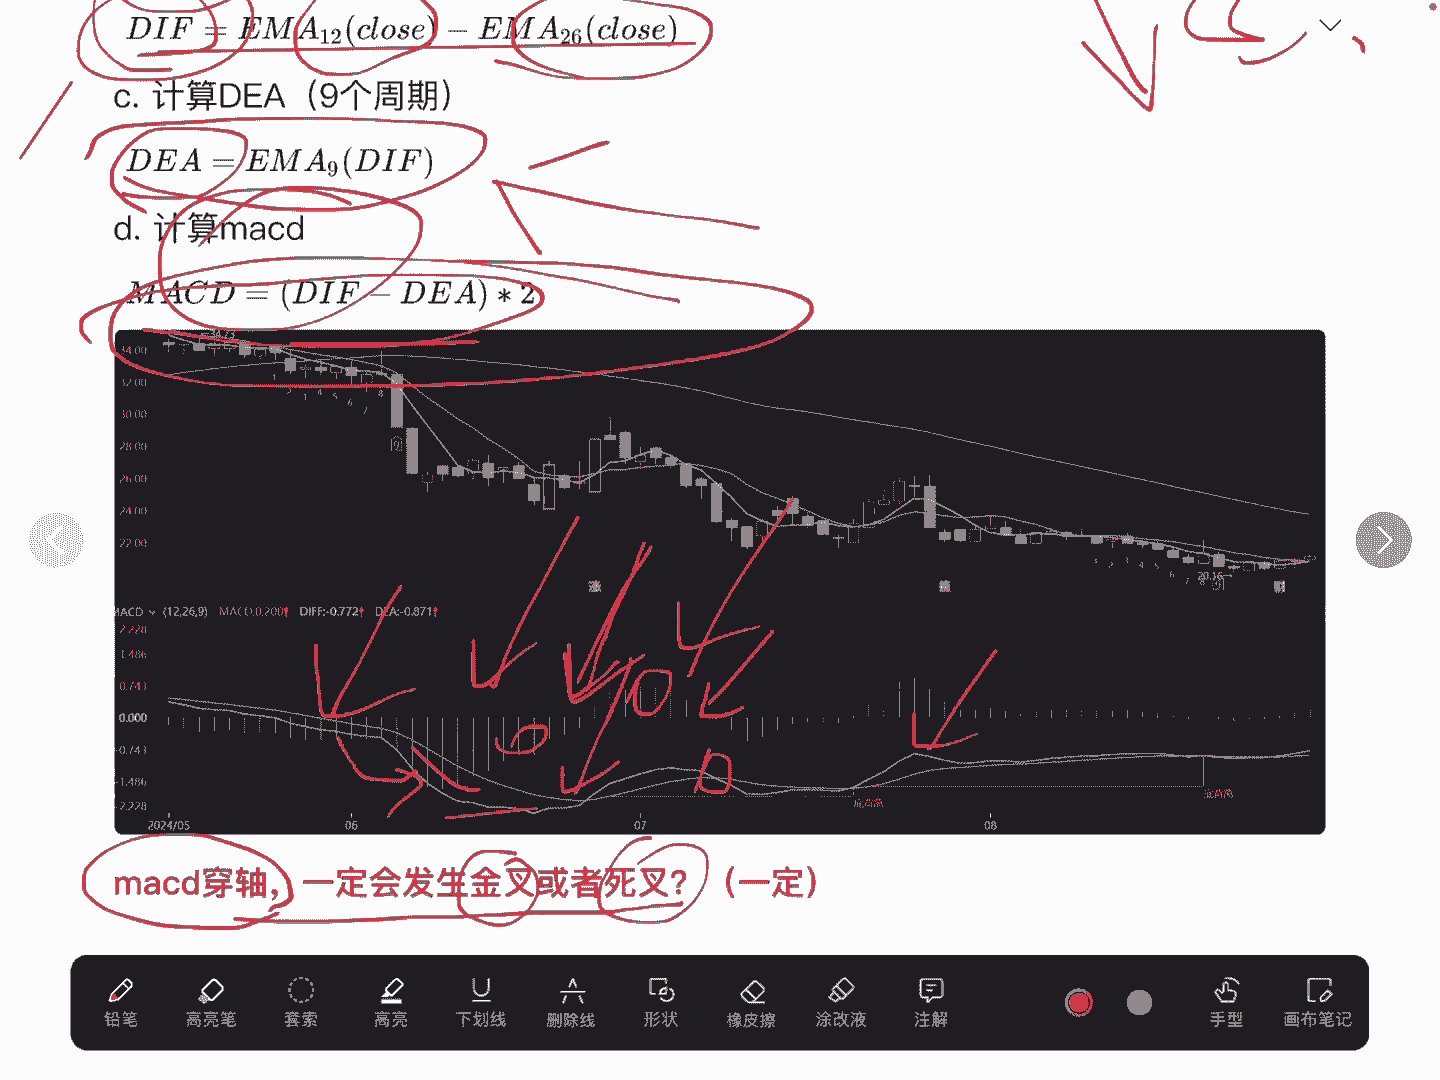 DIF = EMA₁₂(close) − EMA₂₆(close)
c. 计算DEA（9个周期）
DEA = EMA₉(DIF)
d. 计算macd
MACD = (DIF − DEA) * 2
34.73
34.00
32.00
30.00
28.00
26.00
24.00
22.00
20.16
MACD (12,26,9) MACD:0.200 DIFF:-0.772 DEA:-0.871
2.228
1.486
0.743
0.000
-0.743
-1.486
-2.228
2024/05 06 07 08
macd穿轴，一定会发生金叉或者死叉？（一定）
铅笔 高亮笔 套索 高亮 下划线 删除线 形状 橡皮擦 涂改液 注解 手型 画布笔记